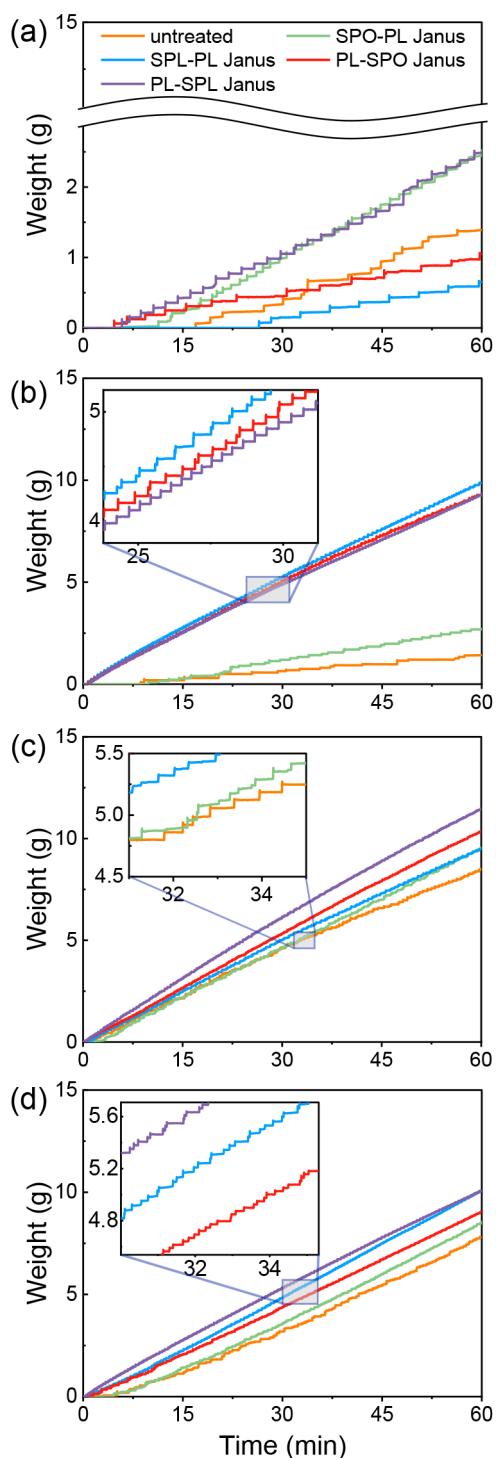 (a)
15
untreated
SPO-PL Janus
SPL-PL Janus
PL-SPO Janus
PL-SPL Janus
Weight (g)
2
1
0
0 15 30 45 60
(b)
15
10
5
0
Weight (g)
5
4
25 30
0 15 30 45 60
(c)
15
10
5
0
Weight (g)
5.5
5.0
4.5
32 34
0 15 30 45 60
(d)
15
10
5
0
Weight (g)
5.6
5.2
4.8
32 34
0 15 30 45 60
Time (min)